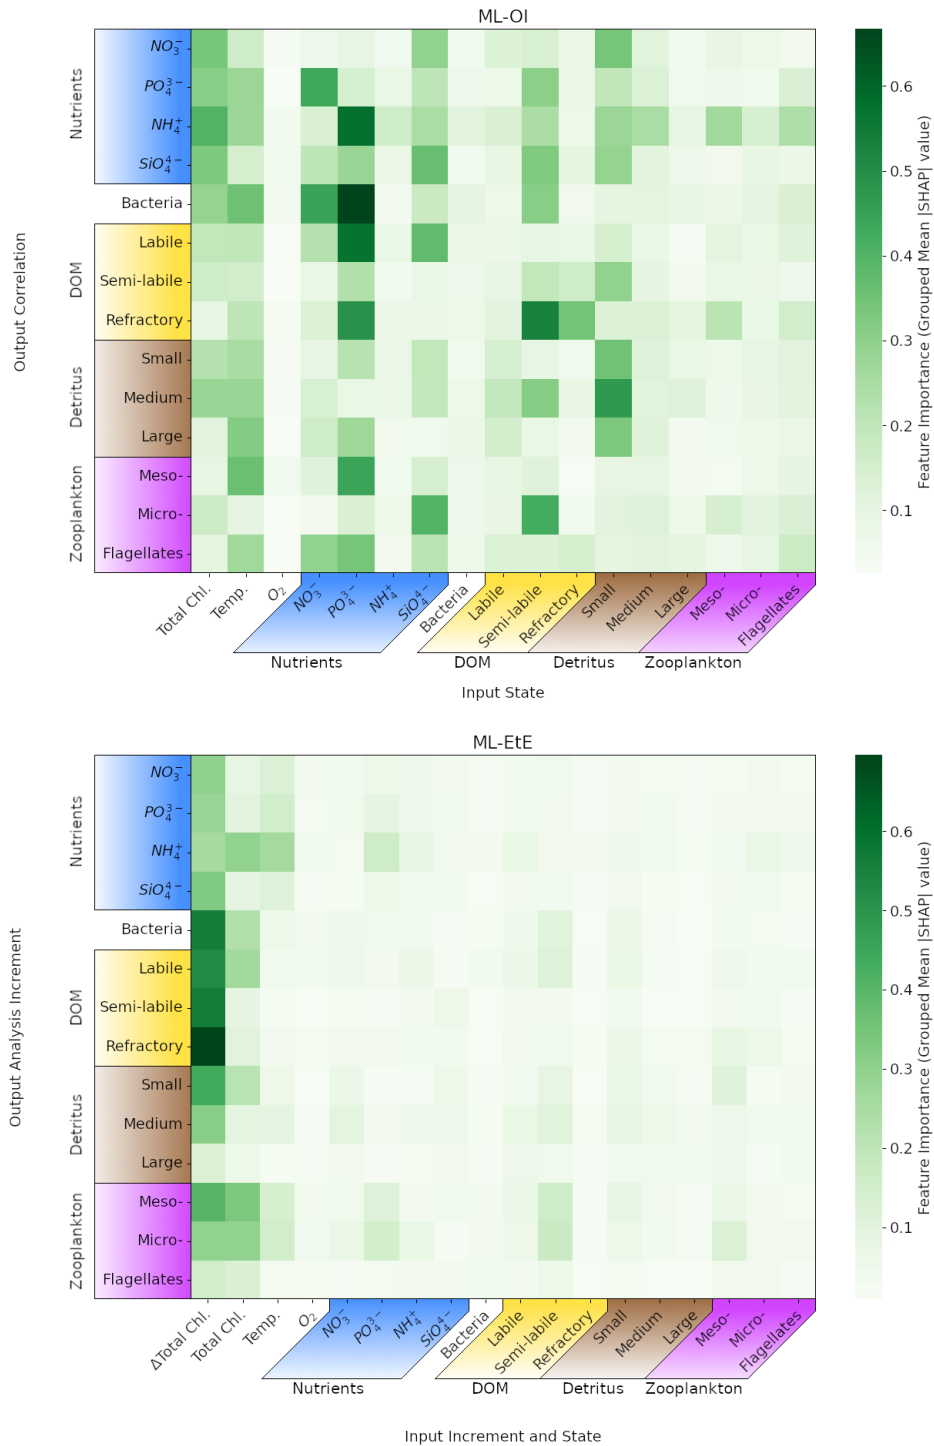 ML-OI
Output Correlation
Nutrients
DOM
Detritus
Zooplankton
NO₃⁻
PO₄³⁻
NH₄⁺
SiO₄⁴⁻
Bacteria
Labile
Semi-labile
Refractory
Small
Medium
Large
Meso-
Micro-
Flagellates
Total Chl.
Temp.
O₂
NO₃⁻
PO₄³⁻
NH₄⁺
SiO₄⁴⁻
Bacteria
Labile
Semi-labile
Refractory
Small
Medium
Large
Meso-
Micro-
Flagellates
Nutrients
DOM
Detritus
Zooplankton
Input State
0.6
0.5
0.4
0.3
0.2
0.1
Feature Importance (Grouped Mean |SHAP| value)
ML-EtE
Output Analysis Increment
Nutrients
DOM
Detritus
Zooplankton
NO₃⁻
PO₄³⁻
NH₄⁺
SiO₄⁴⁻
Bacteria
Labile
Semi-labile
Refractory
Small
Medium
Large
Meso-
Micro-
Flagellates
ΔTotal Chl.
Total Chl.
Temp.
O₂
NO₃⁻
PO₄³⁻
NH₄⁺
SiO₄⁴⁻
Bacteria
Labile
Semi-labile
Refractory
Small
Medium
Large
Meso-
Micro-
Flagellates
Nutrients
DOM
Detritus
Zooplankton
Input Increment and State
0.6
0.5
0.4
0.3
0.2
0.1
Feature Importance (Grouped Mean |SHAP| value)